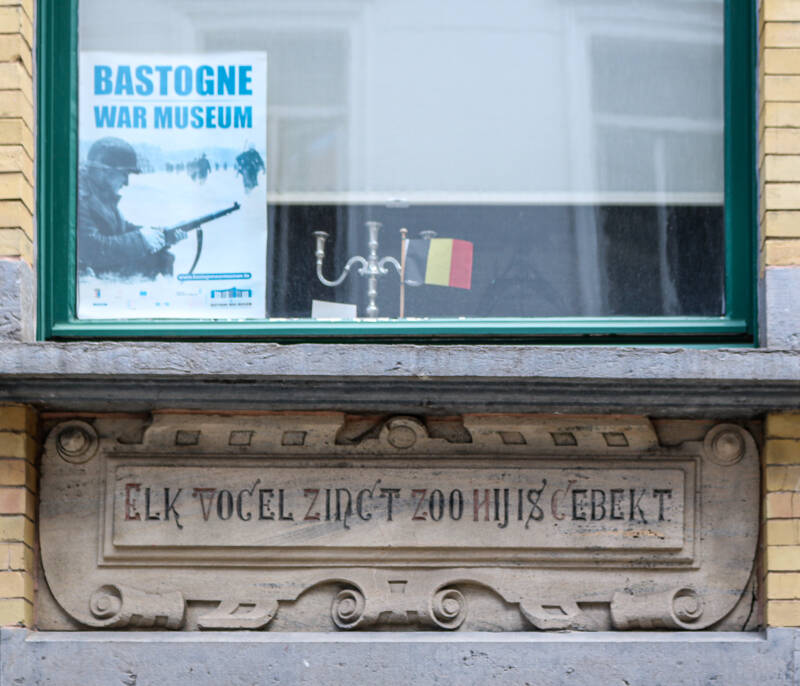 BASTOGNE
WAR MUSEUM
ELK VOGEL ZINGT ZOO HIJ IS GEBEKT